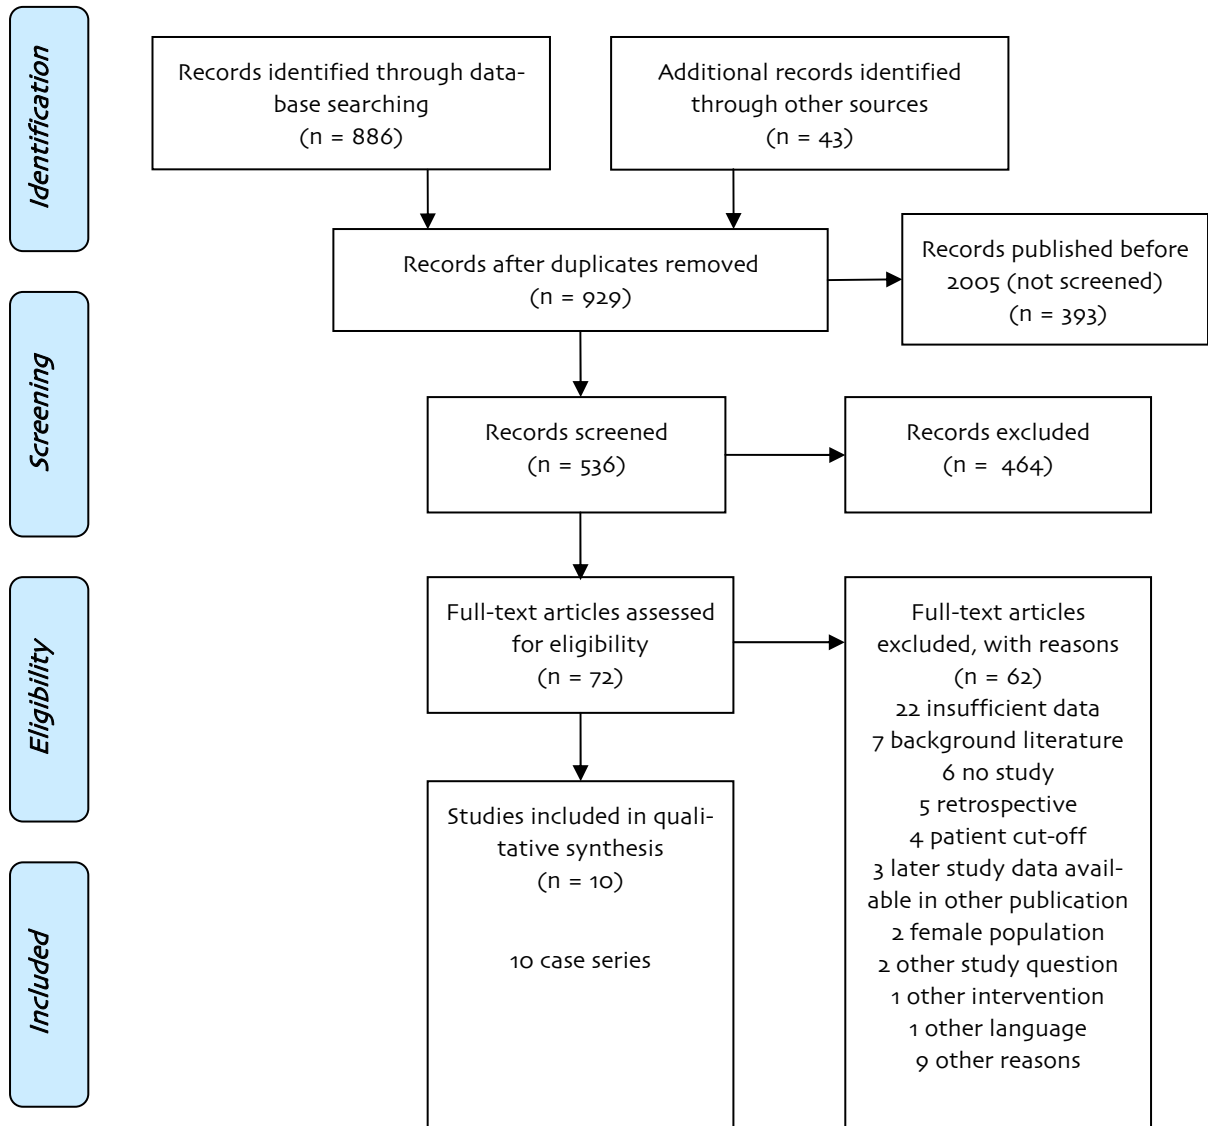 Identification
Records identified through data-
base searching
(n = 886)
Additional records identified
through other sources
(n = 43)
Records after duplicates removed
(n = 929)
Records published before
2005 (not screened)
(n = 393)
Screening
Records screened
(n = 536)
Records excluded
(n = 464)
Eligibility
Full-text articles assessed
for eligibility
(n = 72)
Full-text articles
excluded, with reasons
(n = 62)
22 insufficient data
7 background literature
6 no study
5 retrospective
4 patient cut-off
3 later study data avail-
able in other publication
2 female population
2 other study question
1 other intervention
1 other language
9 other reasons
Included
Studies included in quali-
tative synthesis
(n = 10)
10 case series